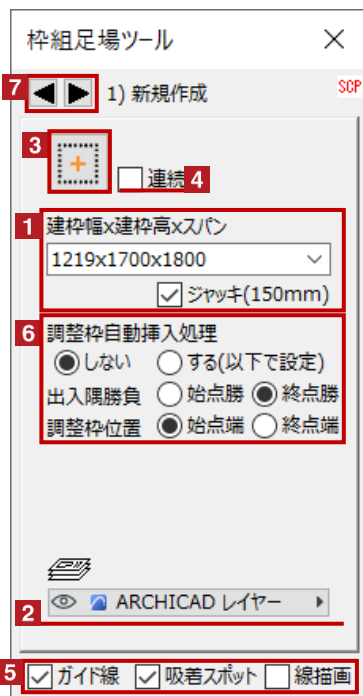 枠組足場ツール
7 1) 新規作成 SCP
3
連続 4
1 建枠幅x建枠高xスパン
1219x1700x1800
ジャッキ(150mm)
6 調整枠自動挿入処理
しない する(以下で設定)
出入隅勝負 始点勝 終点勝
調整枠位置 始点端 終点端
2 ARCHICAD レイヤー
5 ガイド線 吸着スポット 線描画